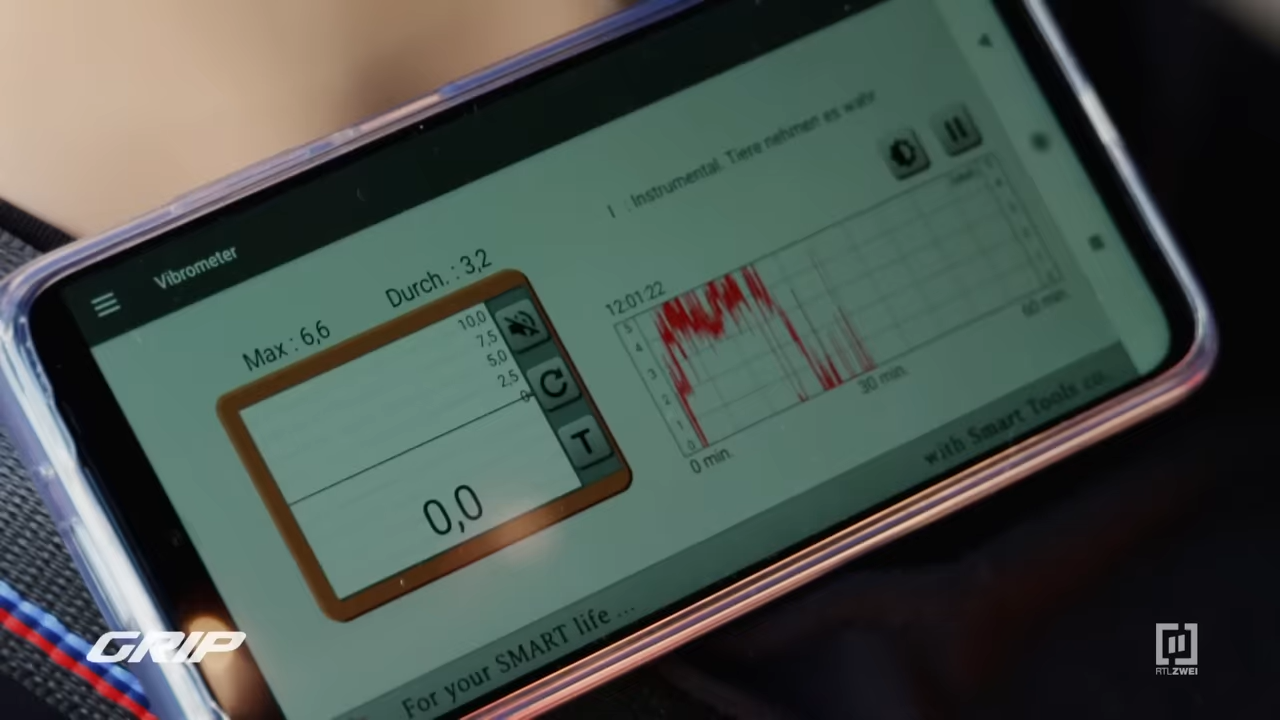 Vibrometer
Max : 6,6
Durch. : 3,2
10,0
7,5
5,0
2,5
0
T
0,0
I : Instrumental. Tiere nehmen es wahr
12:01:22
5
4
3
2
1
0
0 min.
30 min.
60 min.
For your SMART life ...
with Smart Tools co.
GRIP
RTLZWEI